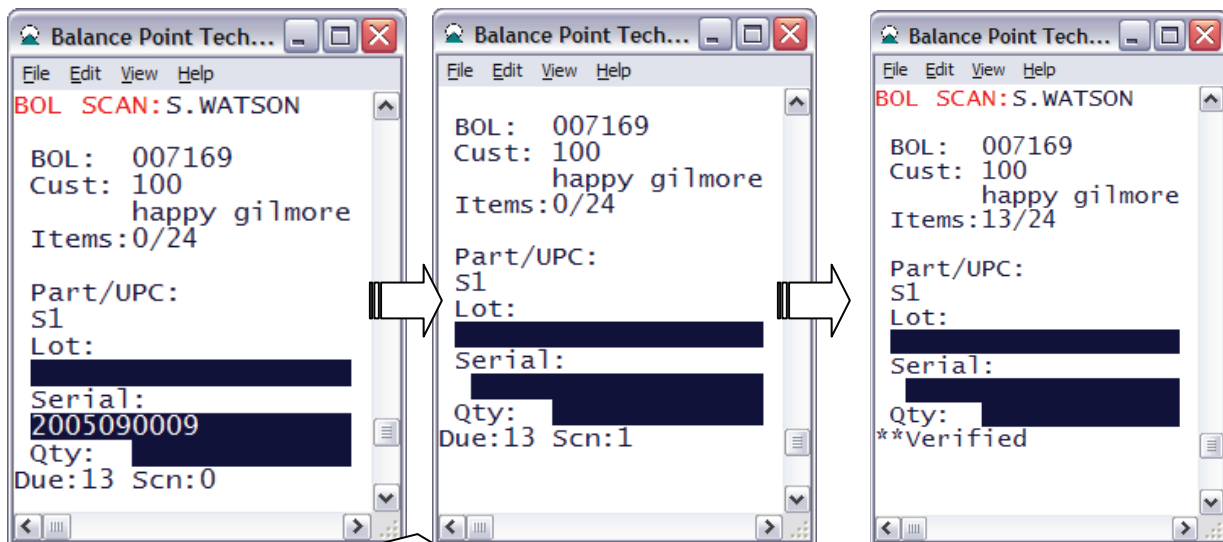 Balance Point Tech...
File Edit View Help
BOL SCAN:S.WATSON
BOL: 007169
Cust: 100
happy gilmore
Items:0/24
Part/UPC:
S1
Lot:
Serial:
2005090009
Qty:
Due:13 Scn:0
Balance Point Tech...
File Edit View Help
BOL: 007169
Cust: 100
happy gilmore
Items:0/24
Part/UPC:
S1
Lot:
Serial:
Qty:
Due:13 Scn:1
Balance Point Tech...
File Edit View Help
BOL SCAN:S.WATSON
BOL: 007169
Cust: 100
happy gilmore
Items:13/24
Part/UPC:
S1
Lot:
Serial:
Qty:
**Verified